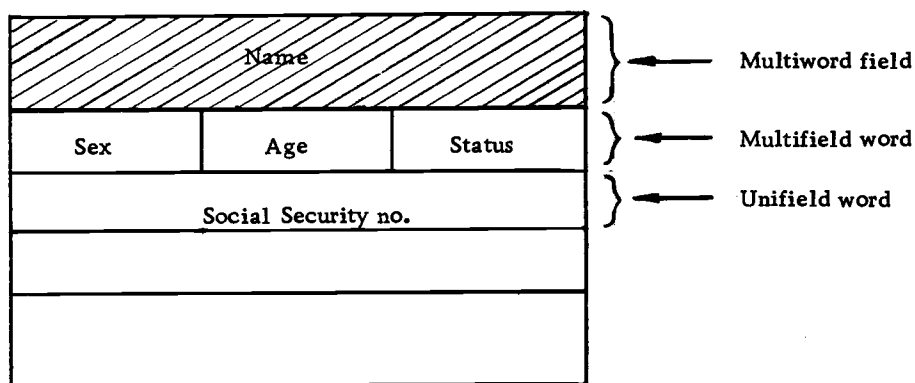 Name
Multiword field
Sex Age Status
Multifield word
Social Security no.
Unifield word